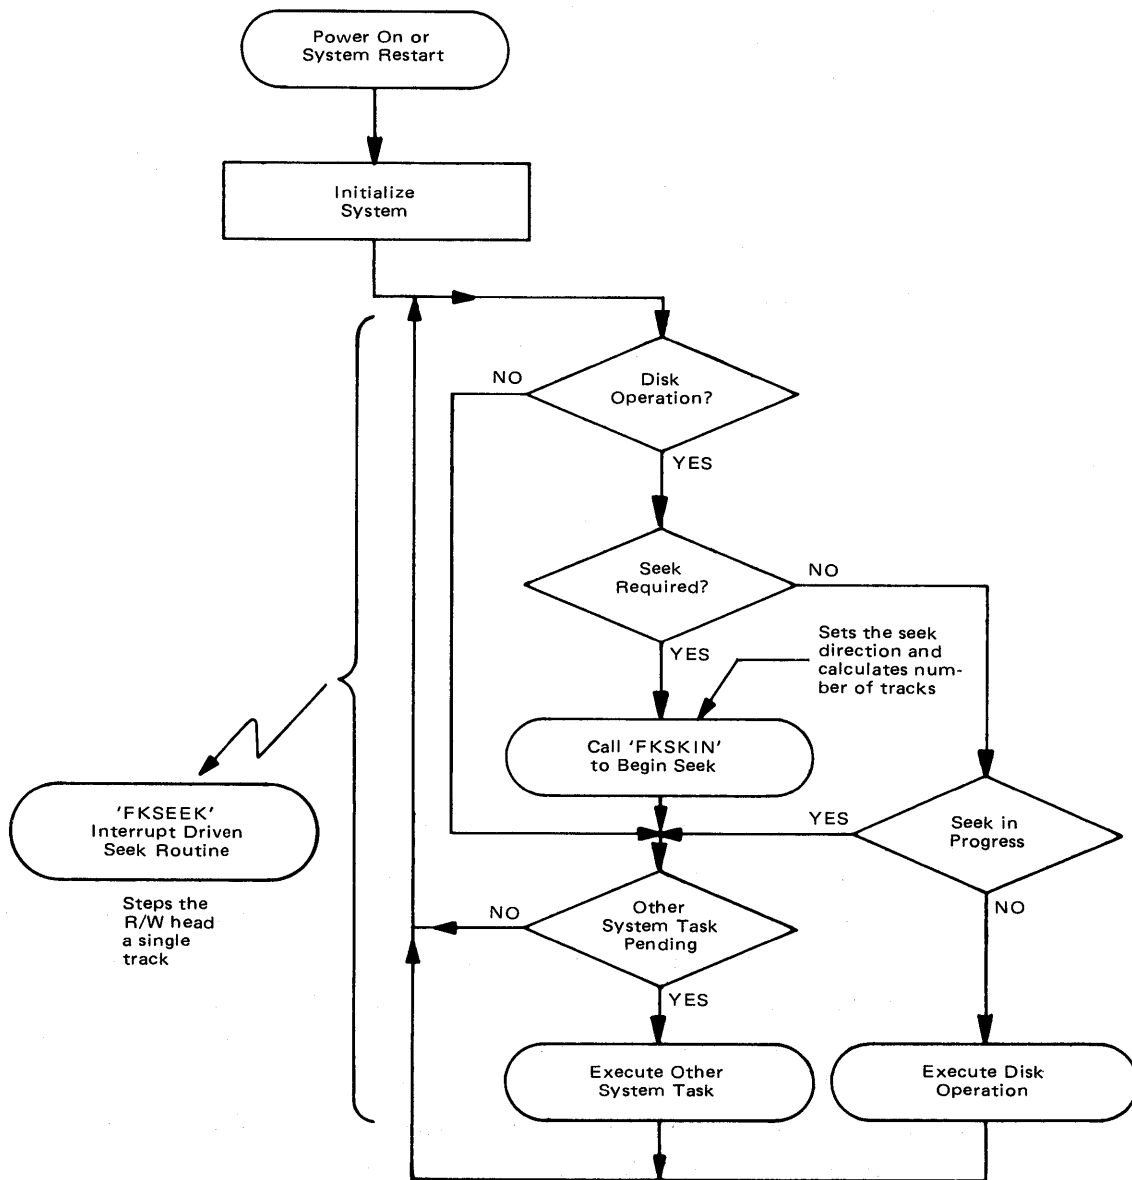 Power On or
System Restart
Initialize
System
NO
Disk
Operation?
YES
Seek
Required?
NO
YES
Sets the seek
direction and
calculates num-
ber of tracks
Call 'FKSKIN'
to Begin Seek
'FKSEEK'
Interrupt Driven
Seek Routine
Steps the
R/W head
a single
track
YES
Seek in
Progress
NO
NO
Other
System Task
Pending
YES
Execute Other
System Task
Execute Disk
Operation